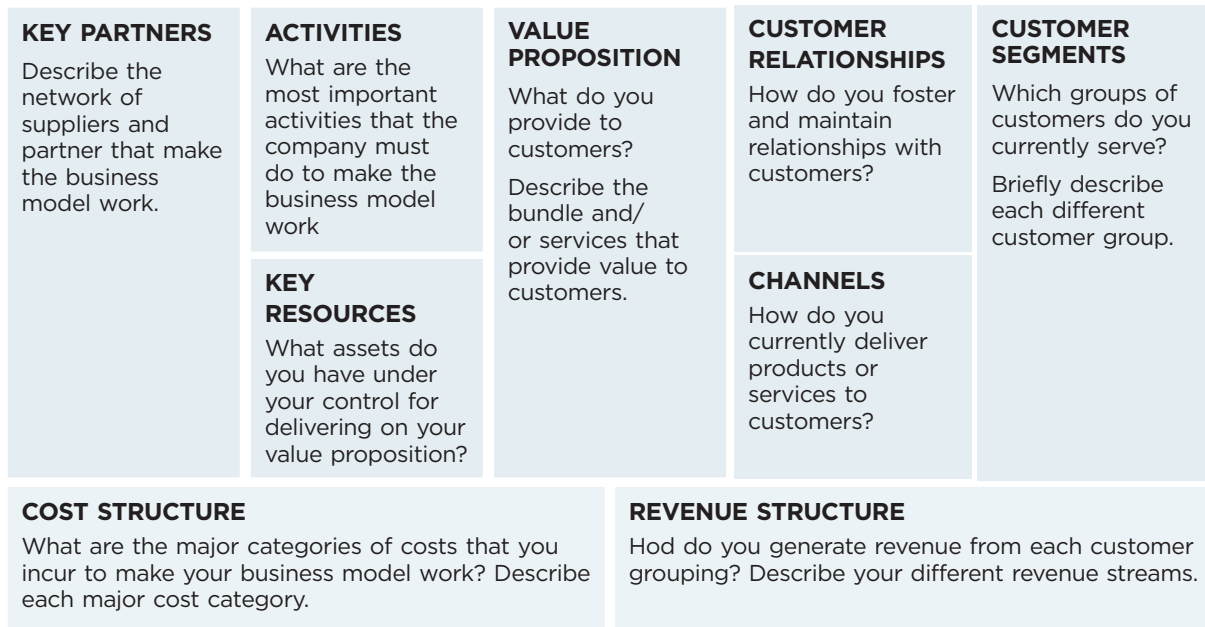 KEY PARTNERS
Describe the
network of
suppliers and
partner that make
the business
model work.
ACTIVITIES
What are the
most important
activities that the
company must
do to make the
business model
work
KEY
RESOURCES
What assets do
you have under
your control for
delivering on your
value proposition?
VALUE
PROPOSITION
What do you
provide to
customers?
Describe the
bundle and/
or services that
provide value to
customers.
CUSTOMER
RELATIONSHIPS
How do you foster
and maintain
relationships with
customers?
CHANNELS
How do you
currently deliver
products or
services to
customers?
CUSTOMER
SEGMENTS
Which groups of
customers do you
currently serve?
Briefly describe
each different
customer group.
COST STRUCTURE
What are the major categories of costs that you
incur to make your business model work? Describe
each major cost category.
REVENUE STRUCTURE
Hod do you generate revenue from each customer
grouping? Describe your different revenue streams.